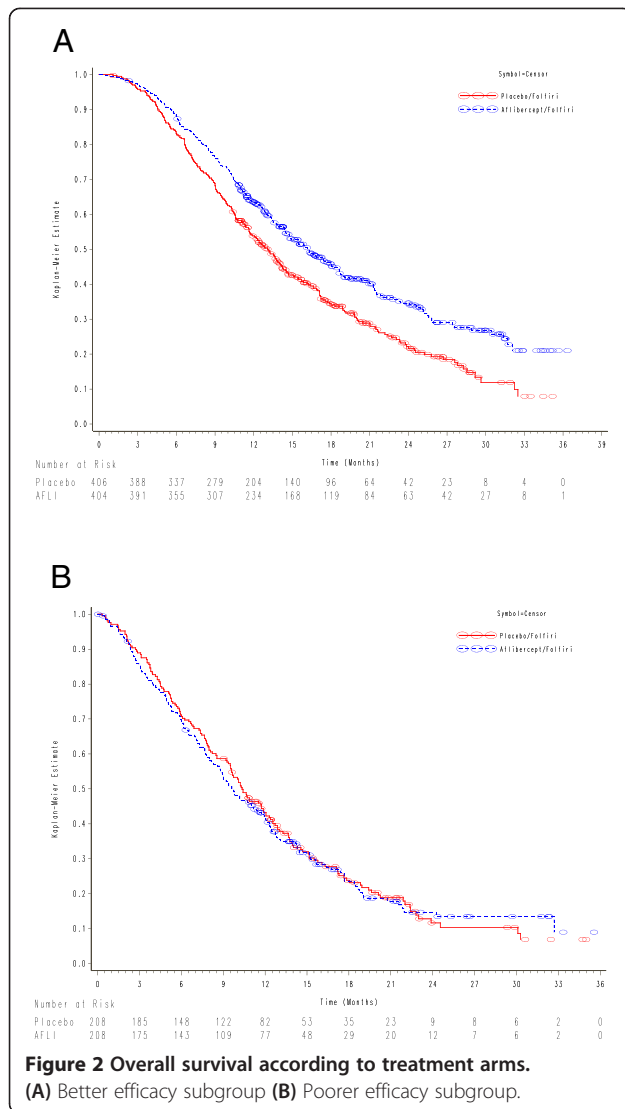 A
Symbol=Censor
Placebo/Folfiri
Aflibercept/Folfiri
Kaplan-Meier Estimate
1.0
0.9
0.8
0.7
0.6
0.5
0.4
0.3
0.2
0.1
0.0
0 3 6 9 12 15 18 21 24 27 30 33 36 39
Time (Months)
Number at Risk
Placebo 406 388 337 279 204 140 96 64 42 23 8 4 0
AFLI 404 391 355 307 234 168 119 84 63 42 27 8 1
B
Symbol=Censor
Placebo/Folfiri
Aflibercept/Folfiri
Kaplan-Meier Estimate
1.0
0.9
0.8
0.7
0.6
0.5
0.4
0.3
0.2
0.1
0.0
0 3 6 9 12 15 18 21 24 27 30 33 36
Time (Months)
Number at Risk
Placebo 208 185 148 122 82 53 35 23 9 8 6 2 0
AFLI 208 175 143 109 77 48 29 20 12 7 6 2 0
Figure 2 Overall survival according to treatment arms.
(A) Better efficacy subgroup (B) Poorer efficacy subgroup.